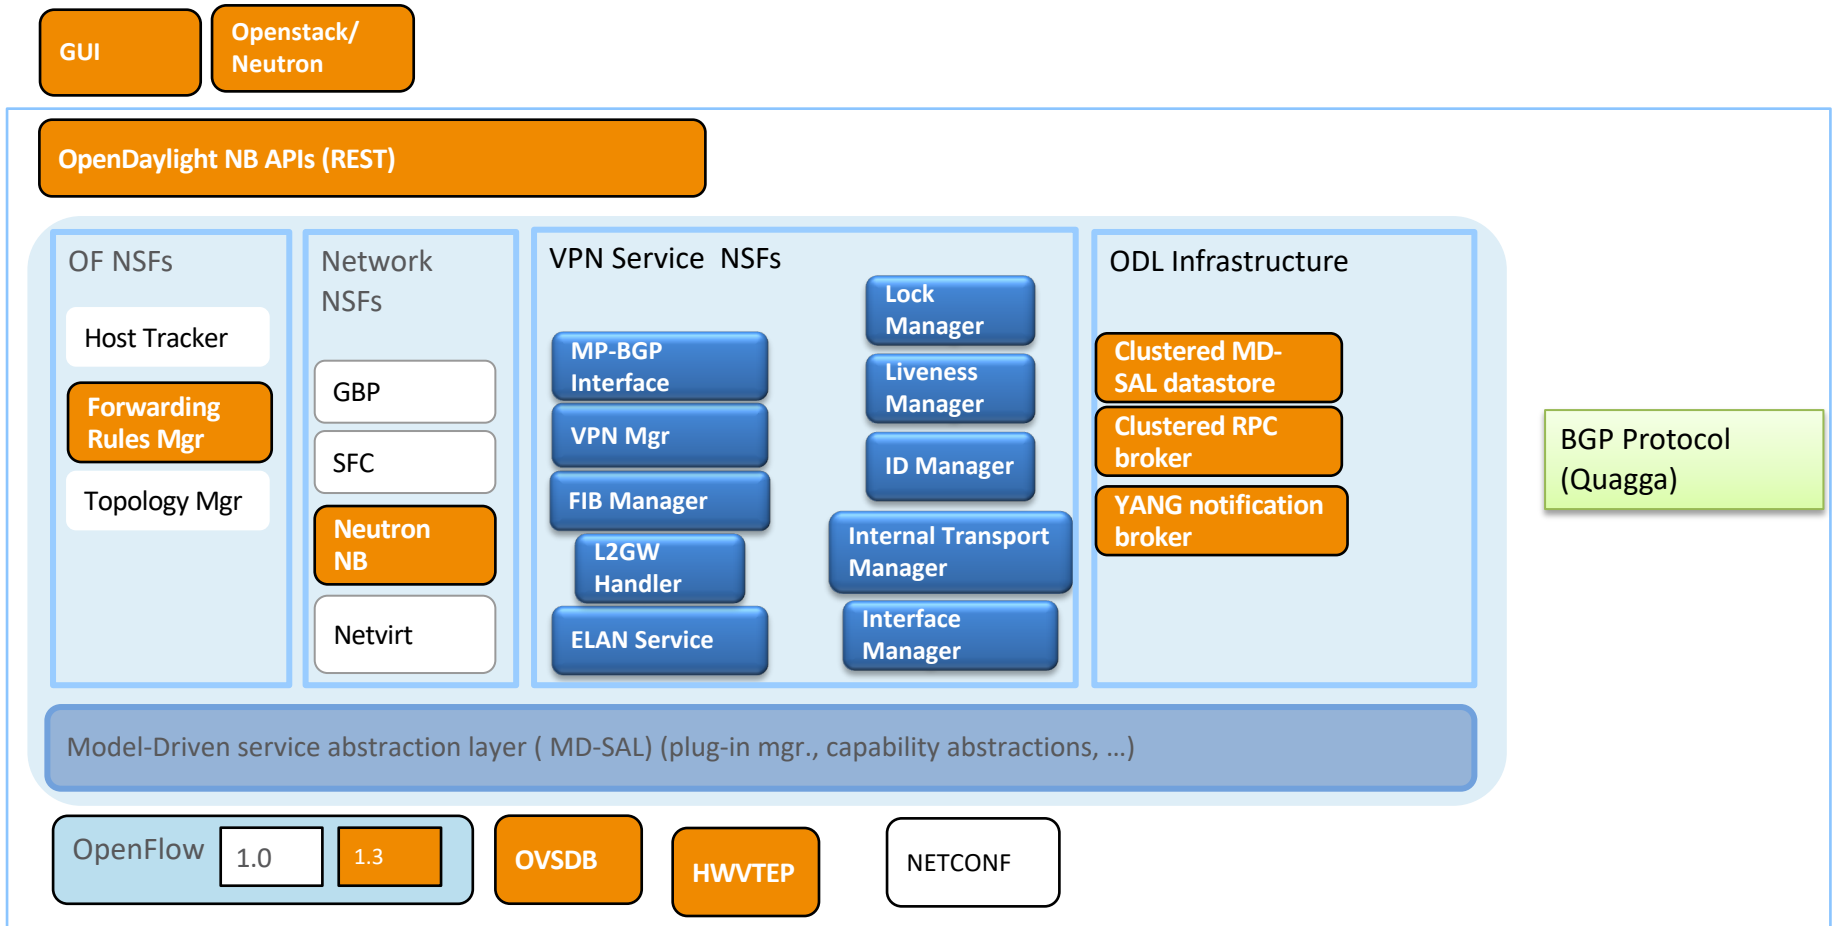 GUI
Openstack/
Neutron
OpenDaylight NB APIs (REST)
OF NSFs
Host Tracker
Forwarding
Rules Mgr
Topology Mgr
Network
NSFs
GBP
SFC
Neutron
NB
Netvirt
VPN Service  NSFs
MP-BGP
Interface
VPN Mgr
FIB Manager
L2GW
Handler
ELAN Service
Lock
Manager
Liveness
Manager
ID Manager
Internal Transport
Manager
Interface
Manager
ODL Infrastructure
Clustered MD-
SAL datastore
Clustered RPC
broker
YANG notification
broker
BGP Protocol
(Quagga)
Model-Driven service abstraction layer ( MD-SAL) (plug-in mgr., capability abstractions, …)
OpenFlow
1.0
1.3
OVSDB
HWVTEP
NETCONF